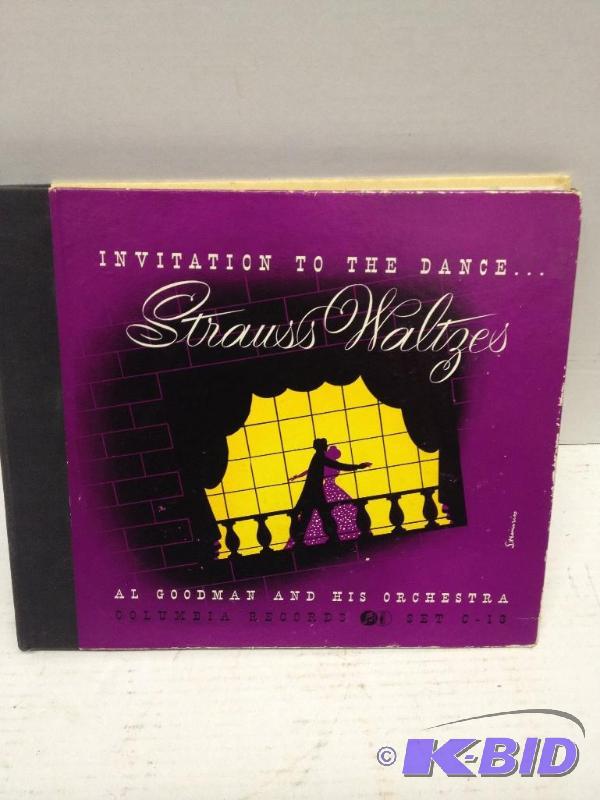 INVITATION TO THE DANCE...
Strauss Waltzes
AL GOODMAN AND HIS ORCHESTRA
COLUMBIA RECORDS SET C-13
© K-BID